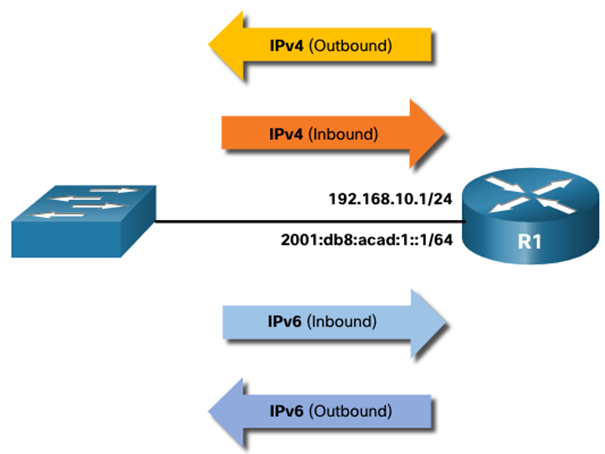 IPv4 (Outbound)
IPv4 (Inbound)
192.168.10.1/24
2001:db8:acad:1::1/64
R1
IPv6 (Inbound)
IPv6 (Outbound)